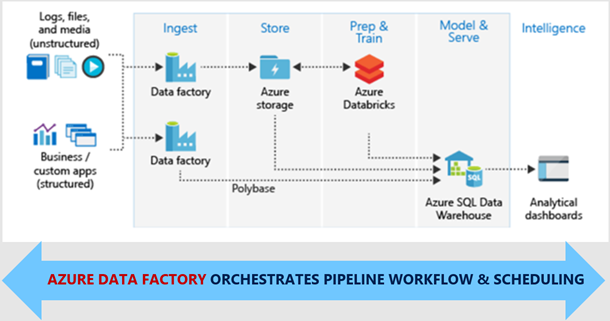 Logs, files,
and media
(unstructured)
Ingest
Store
Prep &
Train
Model &
Serve
Intelligence
Data factory
Azure
storage
Azure
Databricks
Business /
custom apps
(structured)
Data factory
Polybase
SQL
Azure SQL Data
Warehouse
Analytical
dashboards
AZURE DATA FACTORY ORCHESTRATES PIPELINE WORKFLOW & SCHEDULING